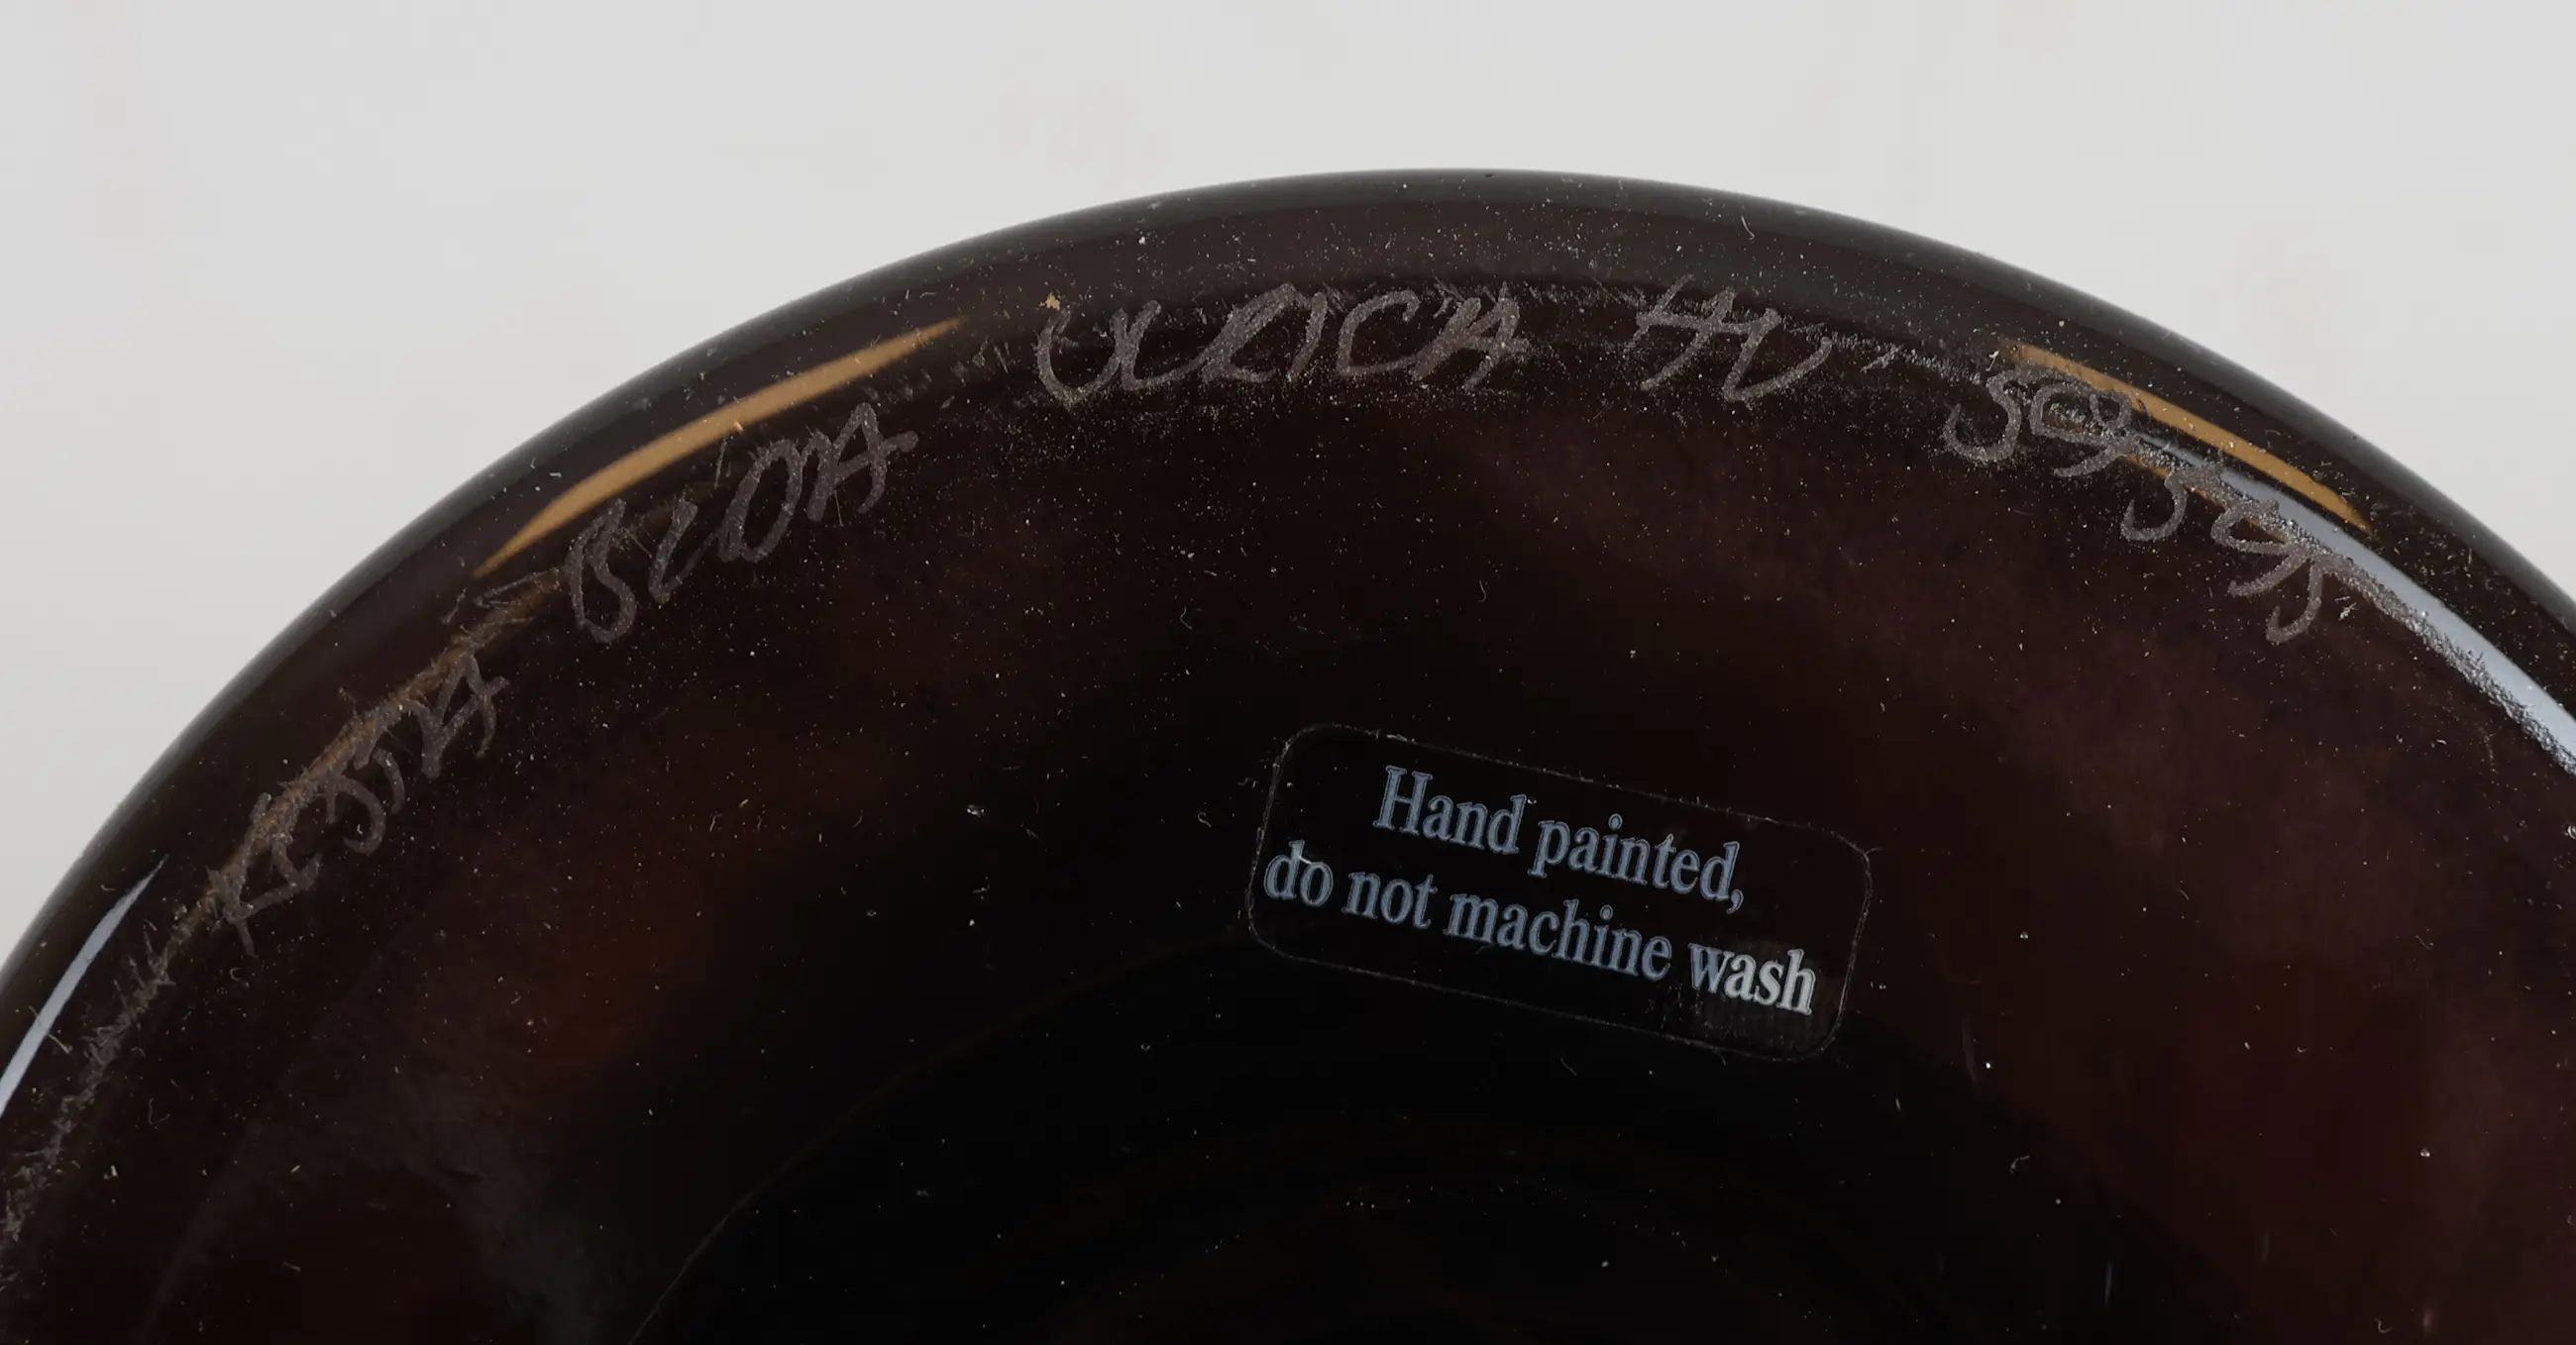 KOSTA BODA ULRICA HV.
Hand painted,
do not machine wash